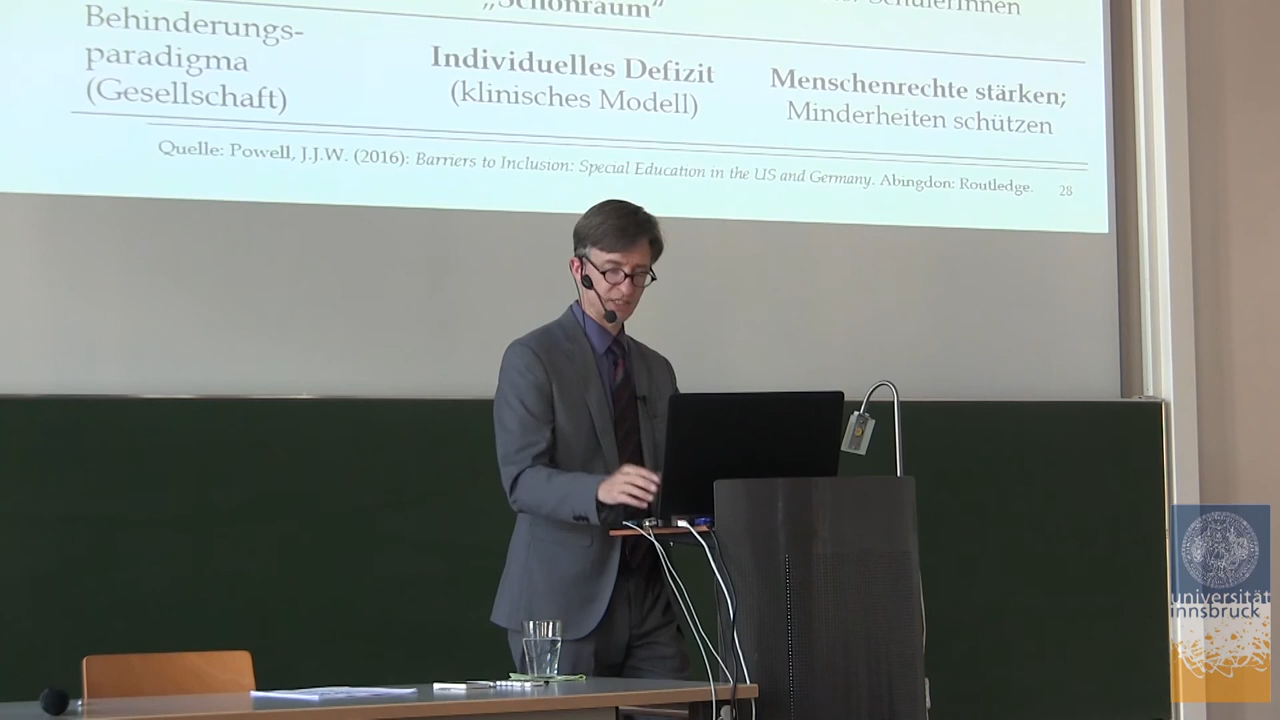 „Schonraum“
SchülerInnen
Behinderungs-
paradigma
(Gesellschaft)
Individuelles Defizit
(klinisches Modell)
Menschenrechte stärken;
Minderheiten schützen
Quelle: Powell, J.J.W. (2016): Barriers to Inclusion: Special Education in the US and Germany. Abingdon: Routledge.
28
universität
innsbruck